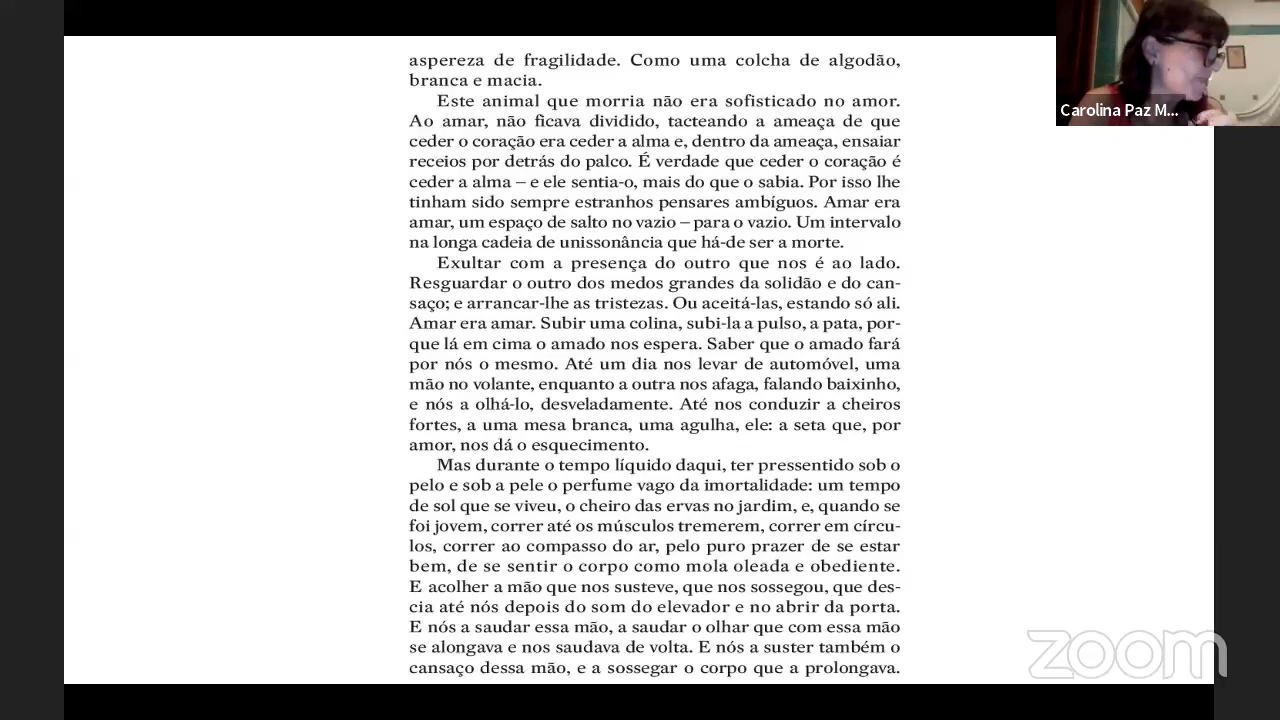 aspereza de fragilidade. Como uma colcha de algodão,
branca e macia.
Este animal que morria não era sofisticado no amor.
Ao amar, não ficava dividido, tacteando a ameaça de que
ceder o coração era ceder a alma e, dentro da ameaça, ensaiar
receios por detrás do palco. É verdade que ceder o coração é
ceder a alma – e ele sentia-o, mais do que o sabia. Por isso lhe
tinham sido sempre estranhos pensares ambíguos. Amar era
amar, um espaço de salto no vazio – para o vazio. Um intervalo
na longa cadeia de unissonância que há-de ser a morte.
Exultar com a presença do outro que nos é ao lado.
Resguardar o outro dos medos grandes da solidão e do can-
saço; e arrancar-lhe as tristezas. Ou aceitá-las, estando só ali.
Amar era amar. Subir uma colina, subi-la a pulso, a pata, por-
que lá em cima o amado nos espera. Saber que o amado fará
por nós o mesmo. Até um dia nos levar de automóvel, uma
mão no volante, enquanto a outra nos afaga, falando baixinho,
e nós a olhá-lo, desveladamente. Até nos conduzir a cheiros
fortes, a uma mesa branca, uma agulha, ele: a seta que, por
amor, nos dá o esquecimento.
Mas durante o tempo líquido daqui, ter pressentido sob o
pelo e sob a pele o perfume vago da imortalidade: um tempo
de sol que se viveu, o cheiro das ervas no jardim, e, quando se
foi jovem, correr até os músculos tremerem, correr em círcu-
los, correr ao compasso do ar, pelo puro prazer de se estar
bem, de se sentir o corpo como mola oleada e obediente.
E acolher a mão que nos susteve, que nos sossegou, que des-
cia até nós depois do som do elevador e no abrir da porta.
E nós a saudar essa mão, a saudar o olhar que com essa mão
se alongava e nos saudava de volta. E nós a suster também o
cansaço dessa mão, e a sossegar o corpo que a prolongava.
Carolina Paz M...
zoom